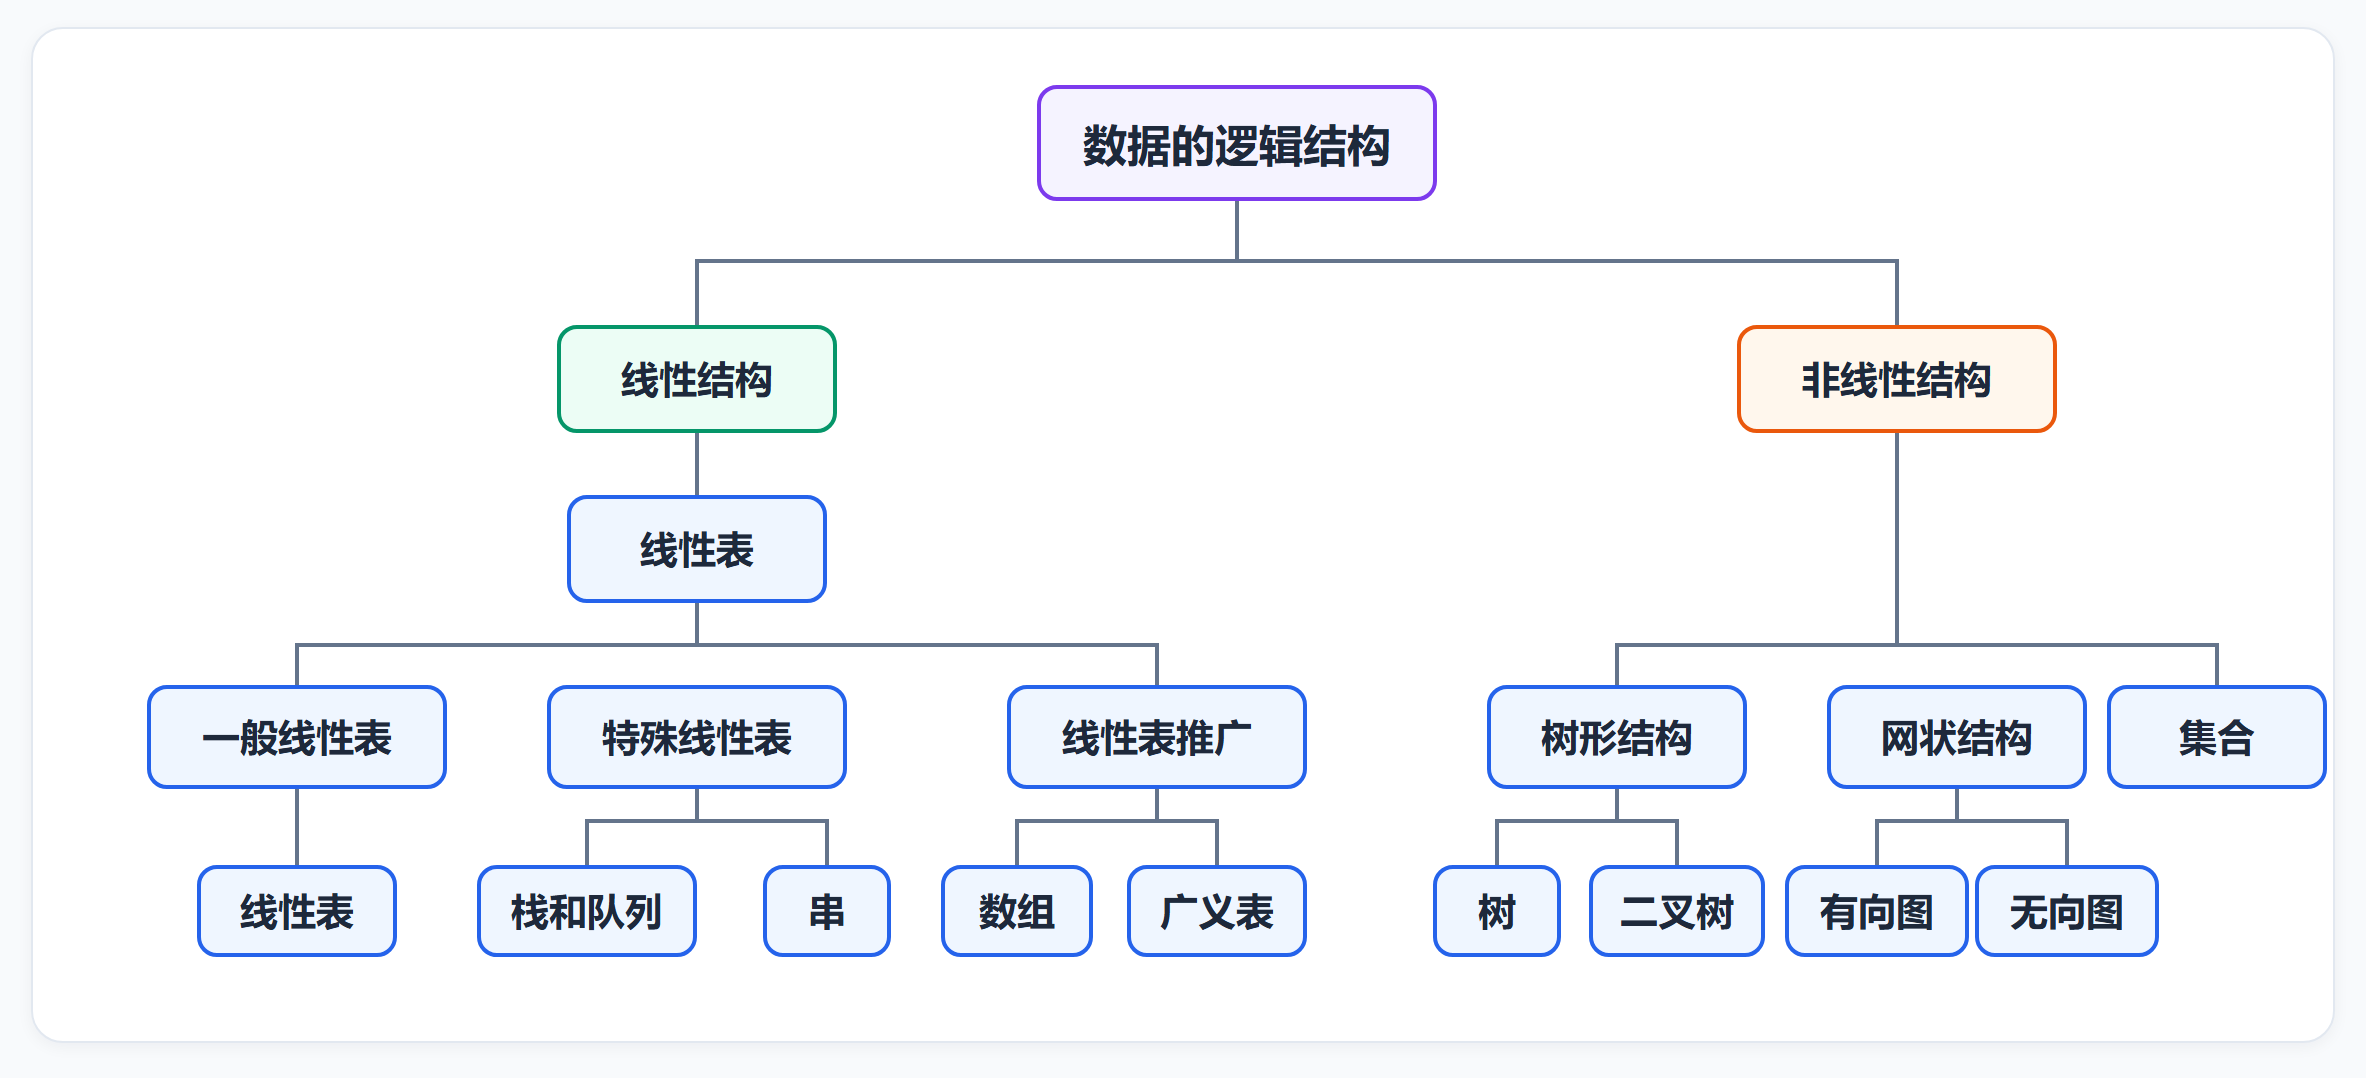 数据的逻辑结构
线性结构
非线性结构
线性表
一般线性表
特殊线性表
线性表推广
树形结构
网状结构
集合
线性表
栈和队列
串
数组
广义表
树
二叉树
有向图
无向图